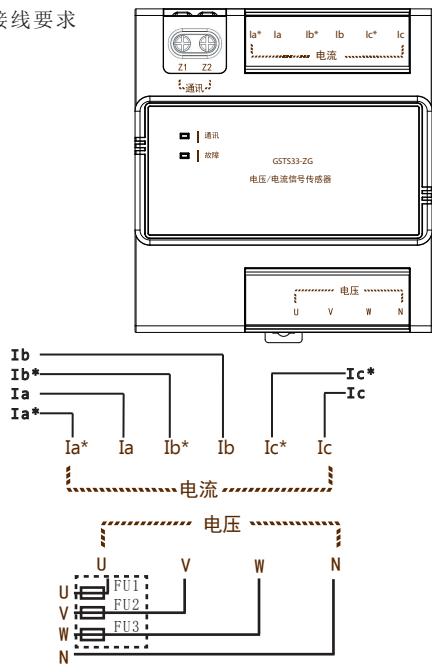 接线要求
Ia* Ia Ib* Ib Ic* Ic
电流
Z1 Z2
通讯
通讯
故障
GSTS33-ZG
电压/电流信号传感器
电压
U V W N
Ib
Ib*
Ia
Ia*
Ic*
Ic
Ia* Ia Ib* Ib Ic* Ic
电流
电压
U V W N
U FU1
V FU2
W FU3
N